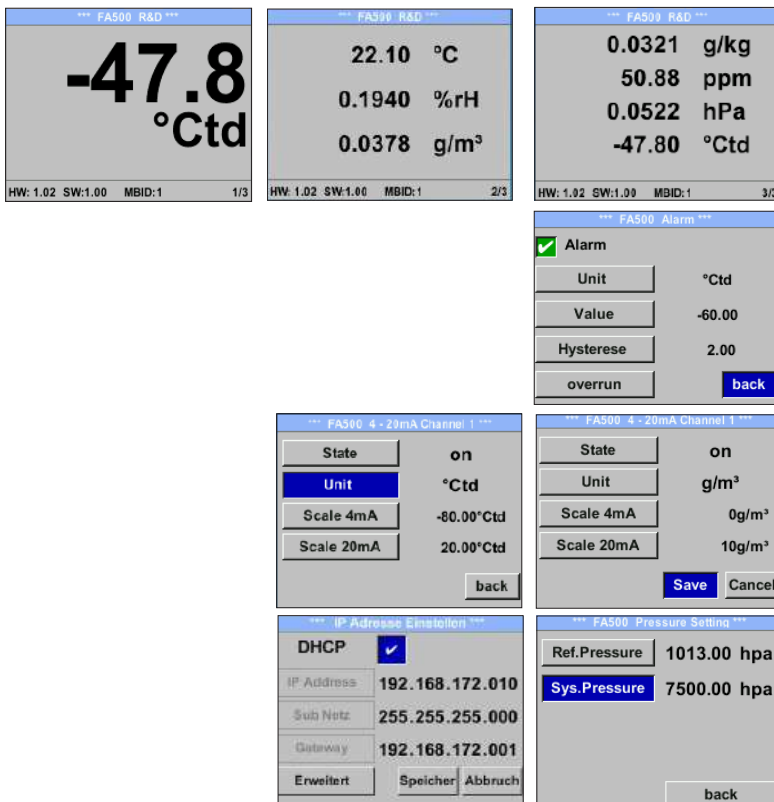 *** FA500 R&D ***
-47.8
°Ctd
HW: 1.02 SW:1.00 MBID:1 1/3
*** FA500 R&D ***
22.10 °C
0.1940 %rH
0.0378 g/m³
HW: 1.02 SW:1.00 MBID:1 2/3
*** FA500 R&D ***
0.0321 g/kg
50.88 ppm
0.0522 hPa
-47.80 °Ctd
HW: 1.02 SW:1.00 MBID:1 3/3
*** FA500 Alarm ***
Alarm
Unit °Ctd
Value -60.00
Hysterese 2.00
overrun back
*** FA500 4 - 20mA Channel 1 ***
State on
Unit °Ctd
Scale 4mA -80.00°Ctd
Scale 20mA 20.00°Ctd
back
*** FA500 4 - 20mA Channel 1 ***
State on
Unit g/m³
Scale 4mA 0g/m³
Scale 20mA 10g/m³
Save Cancel
*** IP Adresse Einstellen ***
DHCP
IP Address 192.168.172.010
Sub Netz 255.255.255.000
Gateway 192.168.172.001
Erweitert Speicher Abbruch
*** FA500 Pressure Setting ***
Ref.Pressure 1013.00 hpa
Sys.Pressure 7500.00 hpa
back